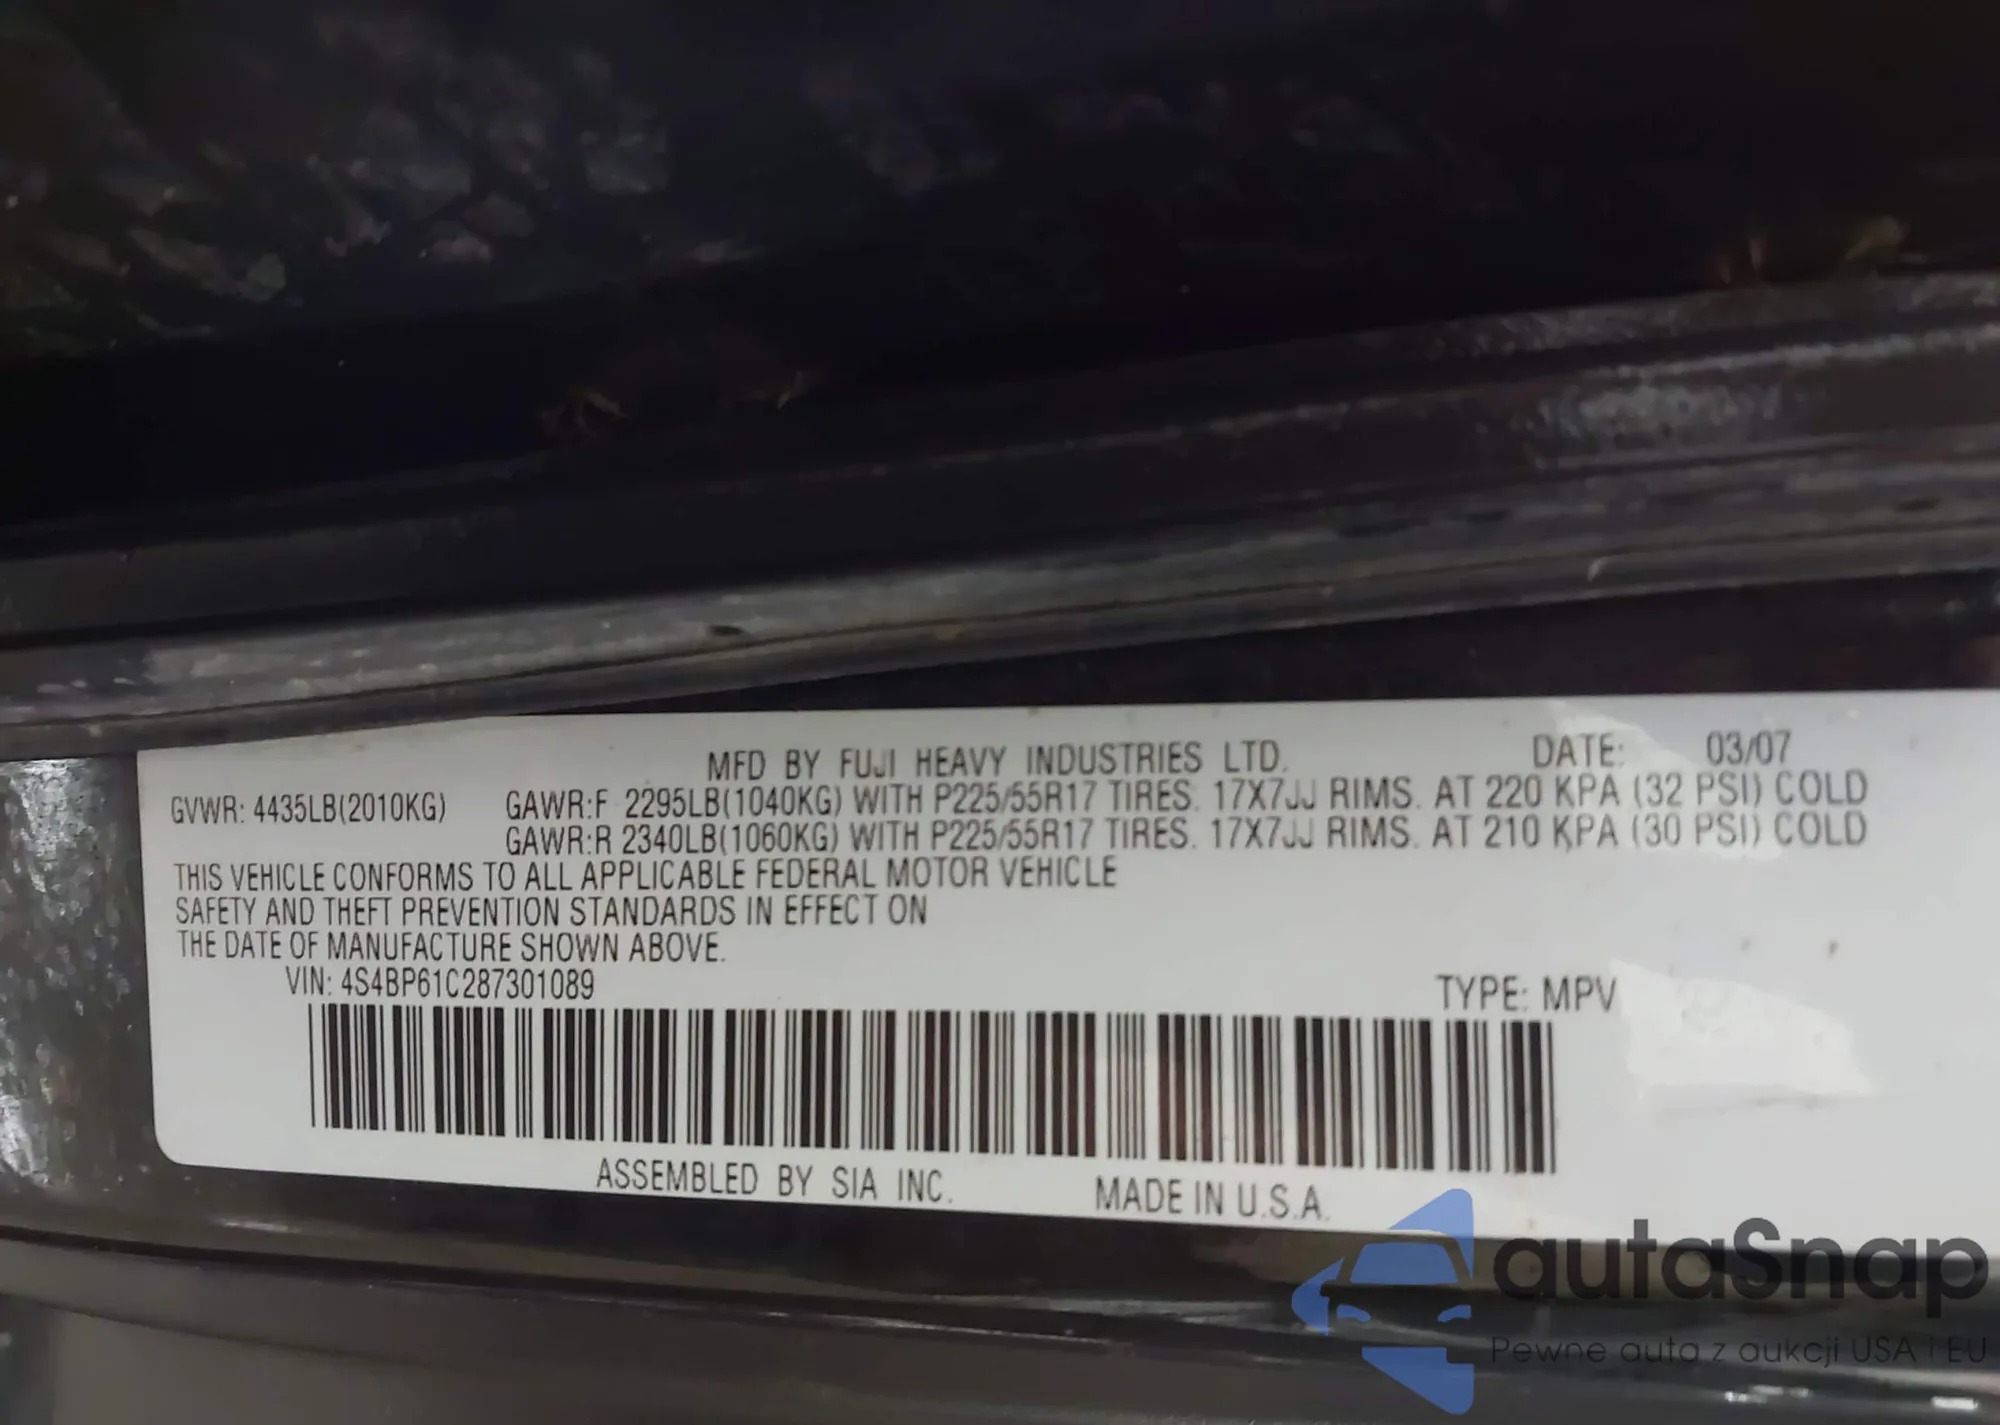 MFD BY FUJI HEAVY INDUSTRIES LTD. DATE: 03/07
GVWR: 4435LB(2010KG) GAWR:F 2295LB(1040KG) WITH P225/55R17 TIRES. 17X7JJ RIMS. AT 220 KPA (32 PSI) COLD
GAWR:R 2340LB(1060KG) WITH P225/55R17 TIRES. 17X7JJ RIMS. AT 210 KPA (30 PSI) COLD
THIS VEHICLE CONFORMS TO ALL APPLICABLE FEDERAL MOTOR VEHICLE
SAFETY AND THEFT PREVENTION STANDARDS IN EFFECT ON
THE DATE OF MANUFACTURE SHOWN ABOVE.
VIN: 4S4BP61C287301089 TYPE: MPV
ASSEMBLED BY SIA INC. MADE IN U.S.A.
autaSnap
Pewne auta z aukcji USA i EU